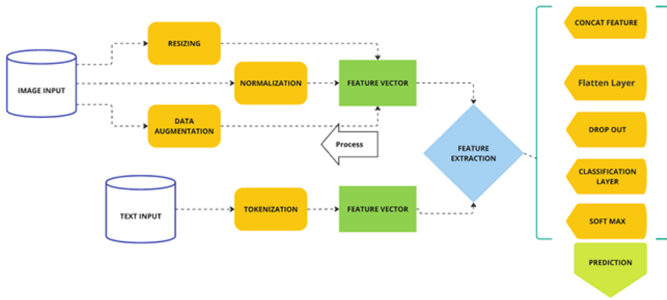 RESIZING
IMAGE INPUT
NORMALIZATION
FEATURE VECTOR
DATA
AUGMENTATION
Process
TEXT INPUT
TOKENIZATION
FEATURE VECTOR
FEATURE
EXTRACTION
CONCAT FEATURE
Flatten Layer
DROP OUT
CLASSIFICATION
LAYER
SOFT MAX
PREDICTION